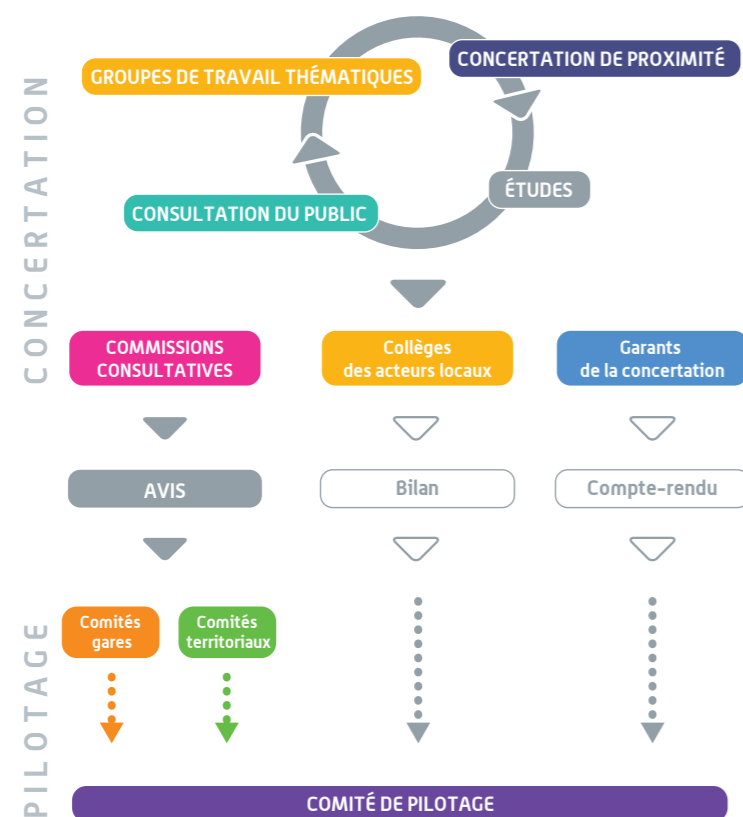 CONCERTATION
GROUPES DE TRAVAIL THÉMATIQUES
CONCERTATION DE PROXIMITÉ
ÉTUDES
CONSULTATION DU PUBLIC
COMMISSIONS
CONSULTATIVES
Collèges
des acteurs locaux
Garants
de la concertation
AVIS
Bilan
Compte-rendu
PILOTAGE
Comités
gares
Comités
territoriaux
COMITÉ DE PILOTAGE